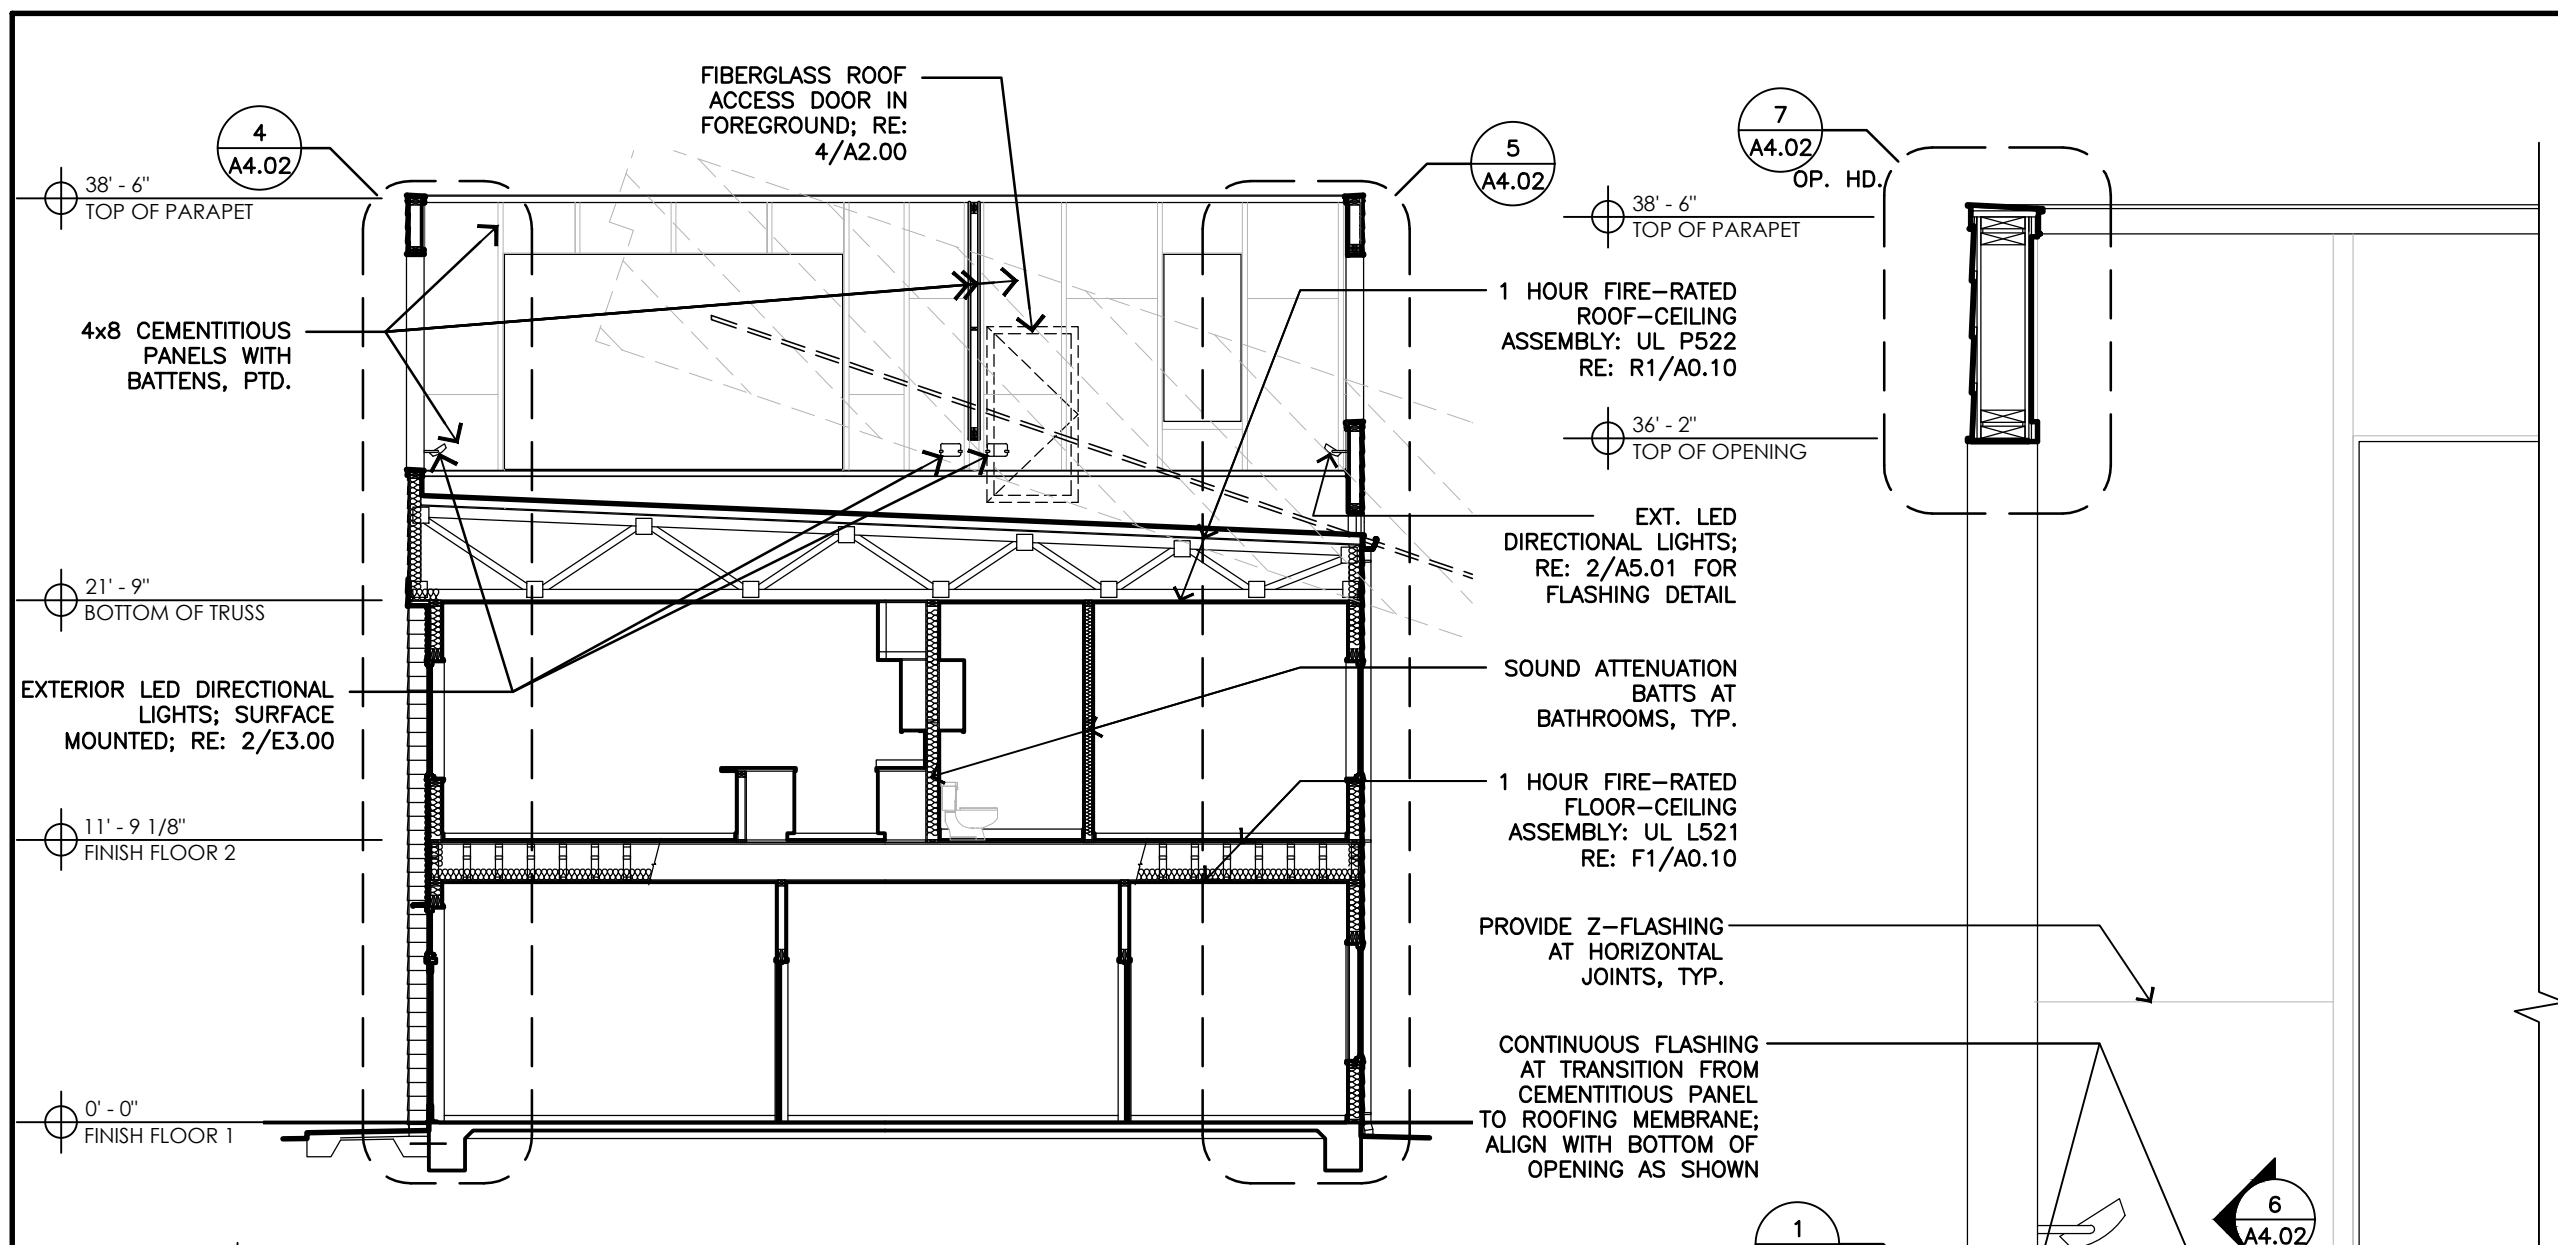 FIBERGLASS ROOF
ACCESS DOOR IN
FOREGROUND; RE:
4/A2.00
4
A4.02
5
A4.02
7
A4.02
OP. HD.
38' - 6"
TOP OF PARAPET
38' - 6"
TOP OF PARAPET
1 HOUR FIRE-RATED
ROOF-CEILING
ASSEMBLY: UL P522
RE: R1/A0.10
4x8 CEMENTITIOUS
PANELS WITH
BATTENS, PTD.
36' - 2"
TOP OF OPENING
EXT. LED
DIRECTIONAL LIGHTS;
RE: 2/A5.01 FOR
FLASHING DETAIL
21' - 9"
BOTTOM OF TRUSS
EXTERIOR LED DIRECTIONAL
LIGHTS; SURFACE
MOUNTED; RE: 2/E3.00
SOUND ATTENUATION
BATTS AT
BATHROOMS, TYP.
1 HOUR FIRE-RATED
FLOOR-CEILING
ASSEMBLY: UL L521
RE: F1/A0.10
11' - 9 1/8"
FINISH FLOOR 2
PROVIDE Z-FLASHING
AT HORIZONTAL
JOINTS, TYP.
CONTINUOUS FLASHING
AT TRANSITION FROM
CEMENTITIOUS PANEL
TO ROOFING MEMBRANE;
ALIGN WITH BOTTOM OF
OPENING AS SHOWN
0' - 0"
FINISH FLOOR 1
1
6
A4.02